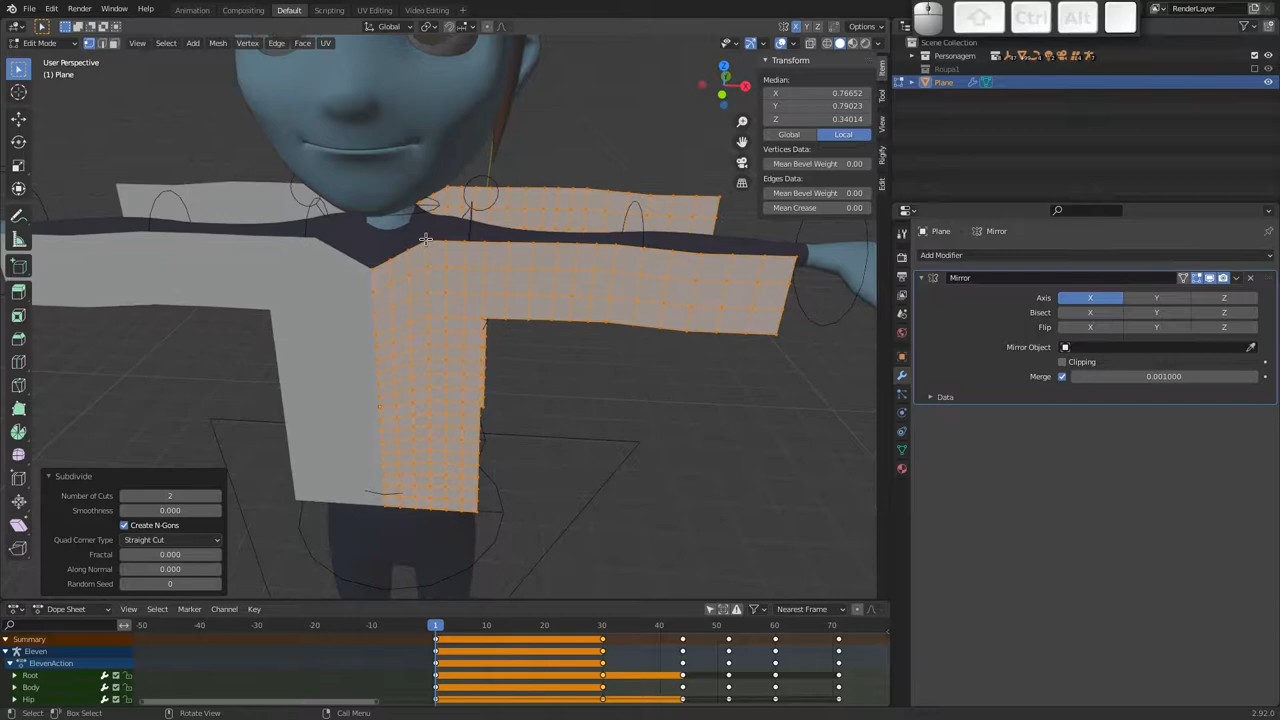 File Edit Render Window Help Animation Compositing Default Scripting UV Editing Video Editing RenderLayer
Ctrl Alt
Global Options
Scene Collection
Edit Mode View Select Add Mesh Vertex Edge Face UV
Personagem
User Perspective
(1) Plane
Transform
Roupa1
Plane
Median:
X 0.76652
Y 0.79023
Z 0.34014
Global Local
Vertices Data:
Mean Bevel Weight 0.00
Edges Data:
Mean Bevel Weight 0.00
Mean Crease 0.00
Item
Tool
View
Rigify
Edit
Z
X
Plane Mirror
Add Modifier
Mirror
Axis X Y Z
Bisect X Y Z
Flip X Y Z
Mirror Object
Clipping
Merge 0.001000
Data
Subdivide
Number of Cuts 2
Smoothness 0.000
Create N-Gons
Quad Corner Type Straight Cut
Fractal 0.000
Along Normal 0.000
Random Seed 0
Dope Sheet View Select Marker Channel Key Nearest Frame
-50 -40 -30 -20 -10 1 10 20 30 40 50 60 70
Summary
Eleven
ElevenAction
Root
Body
Hip
Select Box Select Rotate View Call Menu 2.92.0